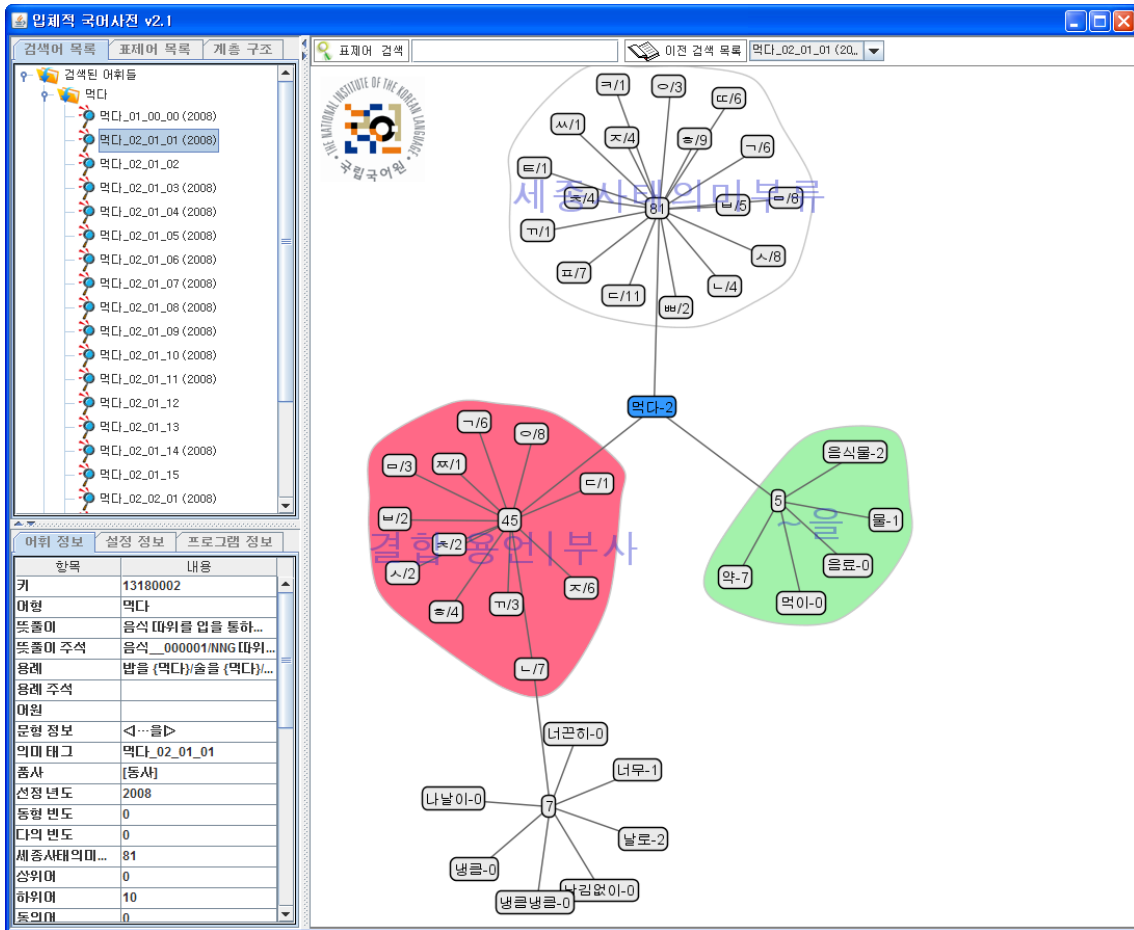 입체적 국어사전 v2.1
검색어 목록 표제어 목록 계층 구조
검색된 어휘들
먹다
먹다_01_00_00 (2008)
먹다_02_01_01 (2008)
먹다_02_01_02
먹다_02_01_03 (2008)
먹다_02_01_04 (2008)
먹다_02_01_05 (2008)
먹다_02_01_06 (2008)
먹다_02_01_07 (2008)
먹다_02_01_08 (2008)
먹다_02_01_09 (2008)
먹다_02_01_10 (2008)
먹다_02_01_11 (2008)
먹다_02_01_12
먹다_02_01_13
먹다_02_01_14 (2008)
먹다_02_01_15
먹다_02_02_01 (2008)
어휘 정보 설정 정보 프로그램 정보
항목 내용
키 13180002
어형 먹다
뜻풀이 음식 따위를 입을 통하...
뜻풀이 주석 음식__000001/NNG 따위...
용례 밥을 {먹다}/술을 {먹다}/...
용례 주석
어원
문형 정보 ◁…을▷
의미 태그 먹다_02_01_01
품사 [동사]
선정 년도 2008
동형 빈도 0
다의 빈도 0
세종사태의미... 81
상위어 0
하위어 10
동의어 0
표제어 검색 이전 검색 목록 먹다_02_01_01 (20...
THE NATIONAL INSTITUTE OF THE KOREAN LANGUAGE
국립국어원
세종사태의미부류
81
ㅋ/1
ㅇ/3
ㄸ/6
ㅆ/1
ㅈ/4
ㅎ/9
ㄱ/6
ㅌ/1
ㅊ/4
ㅂ/5
ㅁ/8
ㄲ/1
ㅅ/8
ㅍ/7
ㄷ/11
ㅃ/2
ㄴ/4
먹다-2
결합 용언|부사
45
ㄱ/6
ㅇ/8
ㅁ/3
ㅉ/1
ㄷ/1
ㅂ/2
ㅊ/2
ㅅ/2
ㅎ/4
ㄲ/3
ㅈ/6
ㄴ/7
~을
5
음식물-2
물-1
음료-0
약-7
먹이-0
7
너끈히-0
너무-1
나날이-0
날로-2
냉큼-0
남김없이-0
냉큼냉큼-0